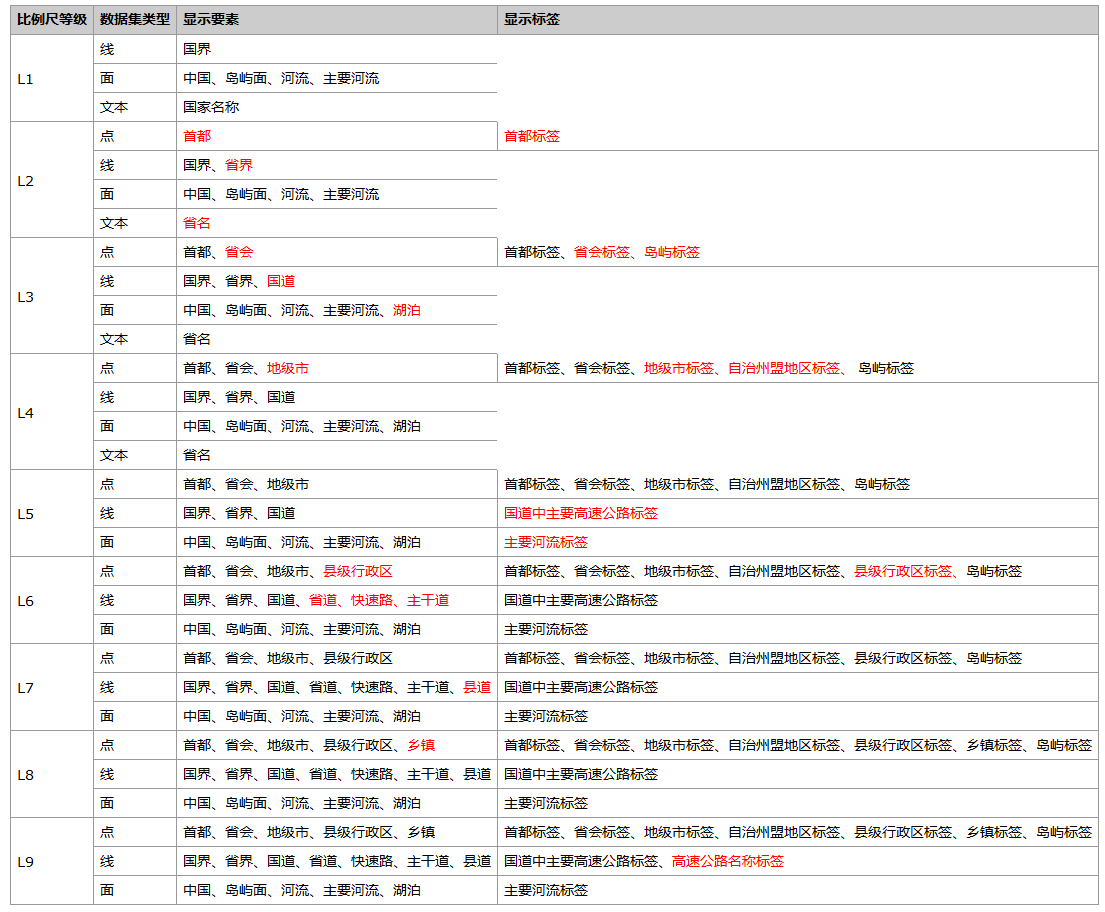 比例尺等级 数据集类型 显示要素 显示标签
L1
线 国界
面 中国、岛屿面、河流、主要河流
文本 国家名称
L2
点 首都 首都标签
线 国界、省界
面 中国、岛屿面、河流、主要河流
文本 省名
L3
点 首都、省会 首都标签、省会标签、岛屿标签
线 国界、省界、国道
面 中国、岛屿面、河流、主要河流、湖泊
文本 省名
L4
点 首都、省会、地级市 首都标签、省会标签、地级市标签、自治州盟地区标签、 岛屿标签
线 国界、省界、国道
面 中国、岛屿面、河流、主要河流、湖泊
文本 省名
L5
点 首都、省会、地级市 首都标签、省会标签、地级市标签、自治州盟地区标签、岛屿标签
线 国界、省界、国道 国道中主要高速公路标签
面 中国、岛屿面、河流、主要河流、湖泊 主要河流标签
L6
点 首都、省会、地级市、县级行政区 首都标签、省会标签、地级市标签、自治州盟地区标签、县级行政区标签、岛屿标签
线 国界、省界、国道、省道、快速路、主干道 国道中主要高速公路标签
面 中国、岛屿面、河流、主要河流、湖泊 主要河流标签
L7
点 首都、省会、地级市、县级行政区 首都标签、省会标签、地级市标签、自治州盟地区标签、县级行政区标签、岛屿标签
线 国界、省界、国道、省道、快速路、主干道、县道 国道中主要高速公路标签
面 中国、岛屿面、河流、主要河流、湖泊 主要河流标签
L8
点 首都、省会、地级市、县级行政区、乡镇 首都标签、省会标签、地级市标签、自治州盟地区标签、县级行政区标签、乡镇标签、岛屿标签
线 国界、省界、国道、省道、快速路、主干道、县道 国道中主要高速公路标签
面 中国、岛屿面、河流、主要河流、湖泊 主要河流标签
L9
点 首都、省会、地级市、县级行政区、乡镇 首都标签、省会标签、地级市标签、自治州盟地区标签、县级行政区标签、乡镇标签、岛屿标签
线 国界、省界、国道、省道、快速路、主干道、县道 国道中主要高速公路标签、高速公路名称标签
面 中国、岛屿面、河流、主要河流、湖泊 主要河流标签